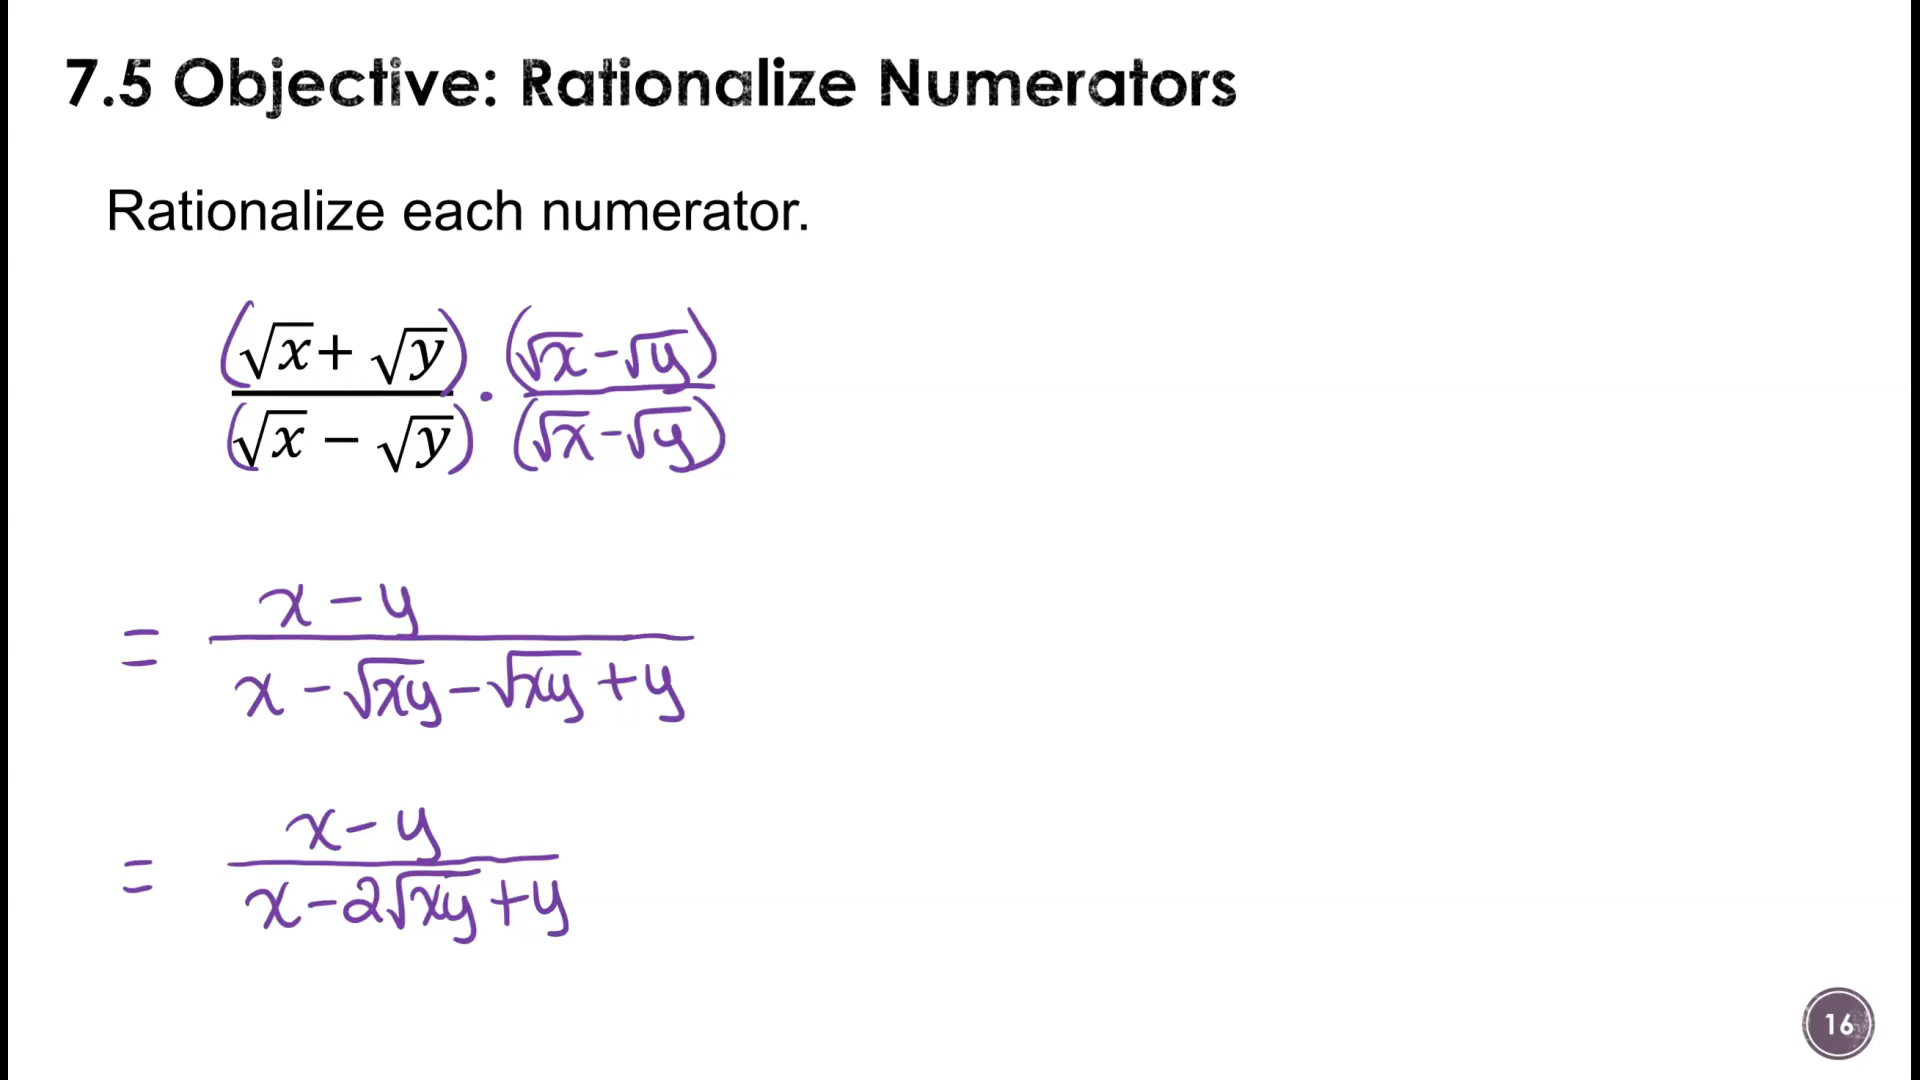 7.5 Objective: Rationalize Numerators
Rationalize each numerator.
(√x + √y) / (√x − √y) · (√x − √y) / (√x − √y)
= (x − y) / (x − √xy − √xy + y)
= (x − y) / (x − 2√xy + y)
16